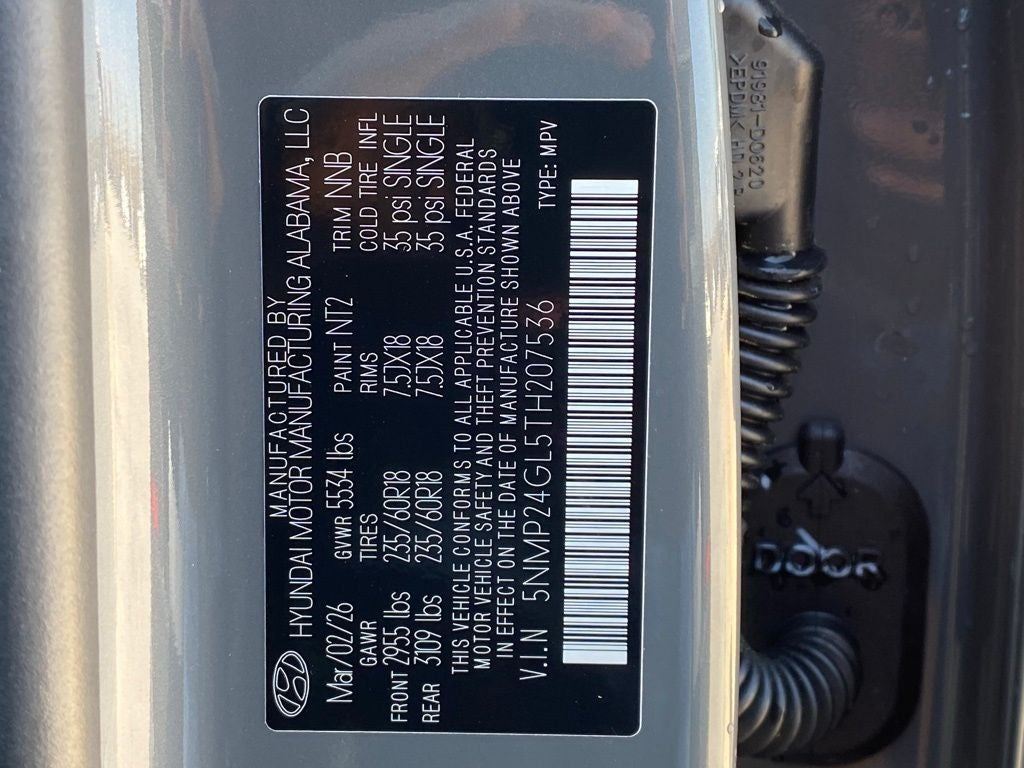 MANUFACTURED BY
HYUNDAI MOTOR MANUFACTURING ALABAMA, LLC
Mar/02/26 GVWR 5534 lbs PAINT NT2 TRIM NNB
GAWR TIRES RIMS COLD TIRE INFL
FRONT 2955 lbs 235/60R18 7.5JX18 35 psi SINGLE
REAR 3109 lbs 235/60R18 7.5JX18 35 psi SINGLE
THIS VEHICLE CONFORMS TO ALL APPLICABLE U.S.A. FEDERAL
MOTOR VEHICLE SAFETY AND THEFT PREVENTION STANDARDS
IN EFFECT ON THE DATE OF MANUFACTURE SHOWN ABOVE
V.I.N 5NMP24GL5TH207536 TYPE: MPV
91981-D0620
DOOR